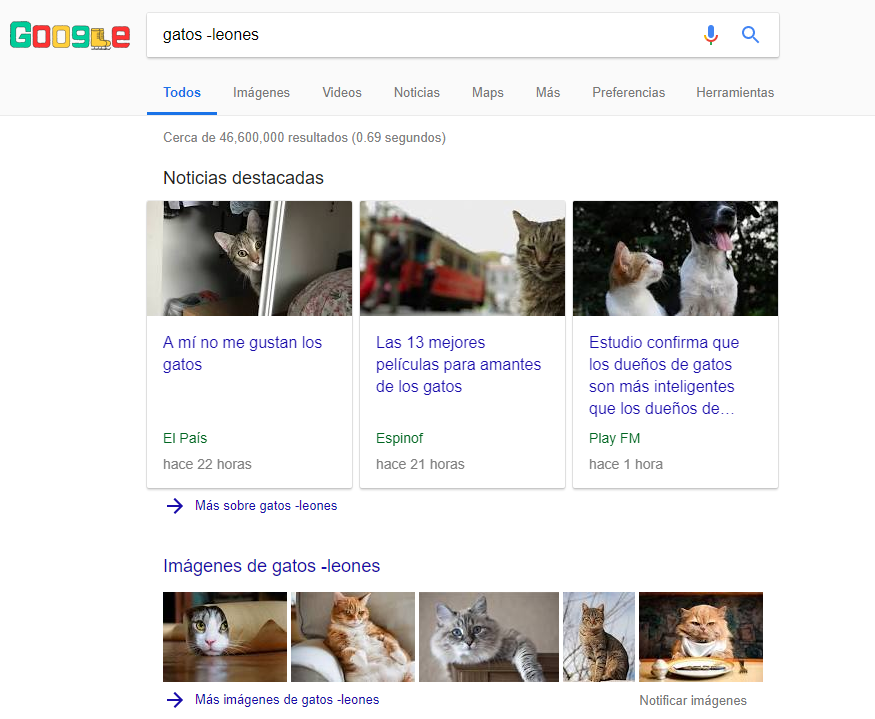 Google
gatos -leones
Todos Imágenes Videos Noticias Maps Más Preferencias Herramientas
Cerca de 46,600,000 resultados (0.69 segundos)
Noticias destacadas
A mí no me gustan los
gatos
El País
hace 22 horas
Las 13 mejores
películas para amantes
de los gatos
Espinof
hace 21 horas
Estudio confirma que
los dueños de gatos
son más inteligentes
que los dueños de...
Play FM
hace 1 hora
Más sobre gatos -leones
Imágenes de gatos -leones
Más imágenes de gatos -leones
Notificar imágenes